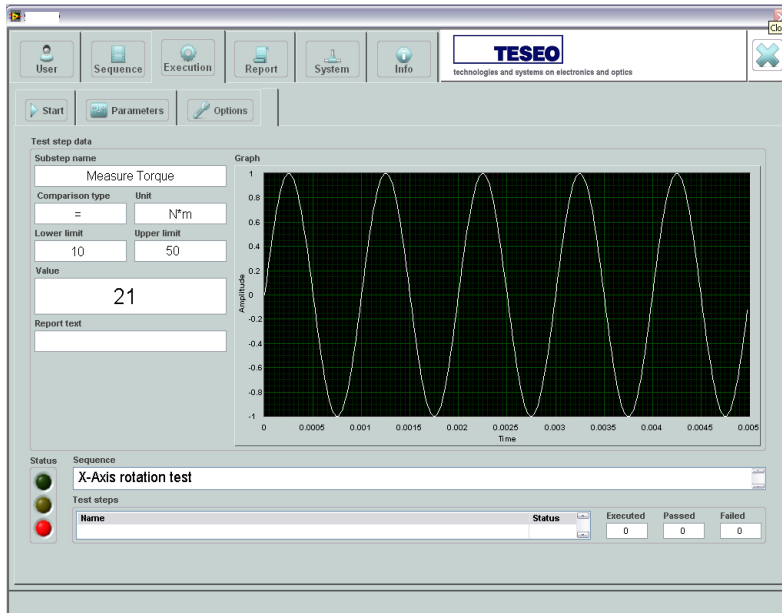 Clo
User
Sequence
Execution
Report
System
Info
TESEO
technologies and systems on electronics and optics
Start
Parameters
Options
Test step data
Substep name
Measure Torque
Comparison type Unit
= N*m
Lower limit Upper limit
10 50
Value
21
Report text
Graph
Amplitude
1
0.8
0.6
0.4
0.2
0
-0.2
-0.4
-0.6
-0.8
-1
0 0.0005 0.001 0.0015 0.002 0.0025 0.003 0.0035 0.004 0.0045 0.005
Time
Status
Sequence
X-Axis rotation test
Test steps
Name Status
Executed Passed Failed
0 0 0